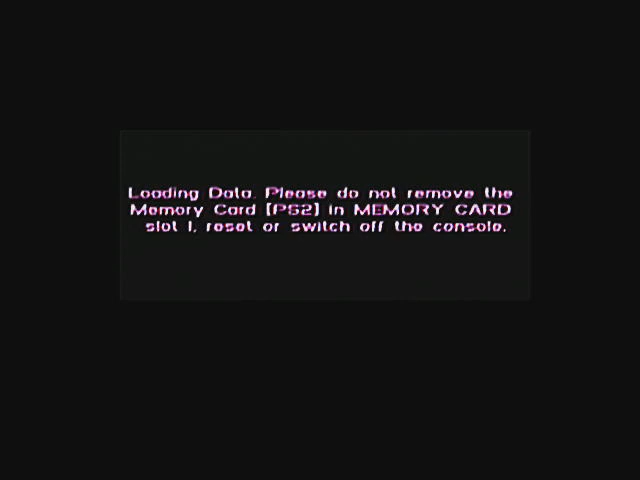 Loading Data. Please do not remove the
Memory Card [PS2] in MEMORY CARD
slot 1, reset or switch off the console.